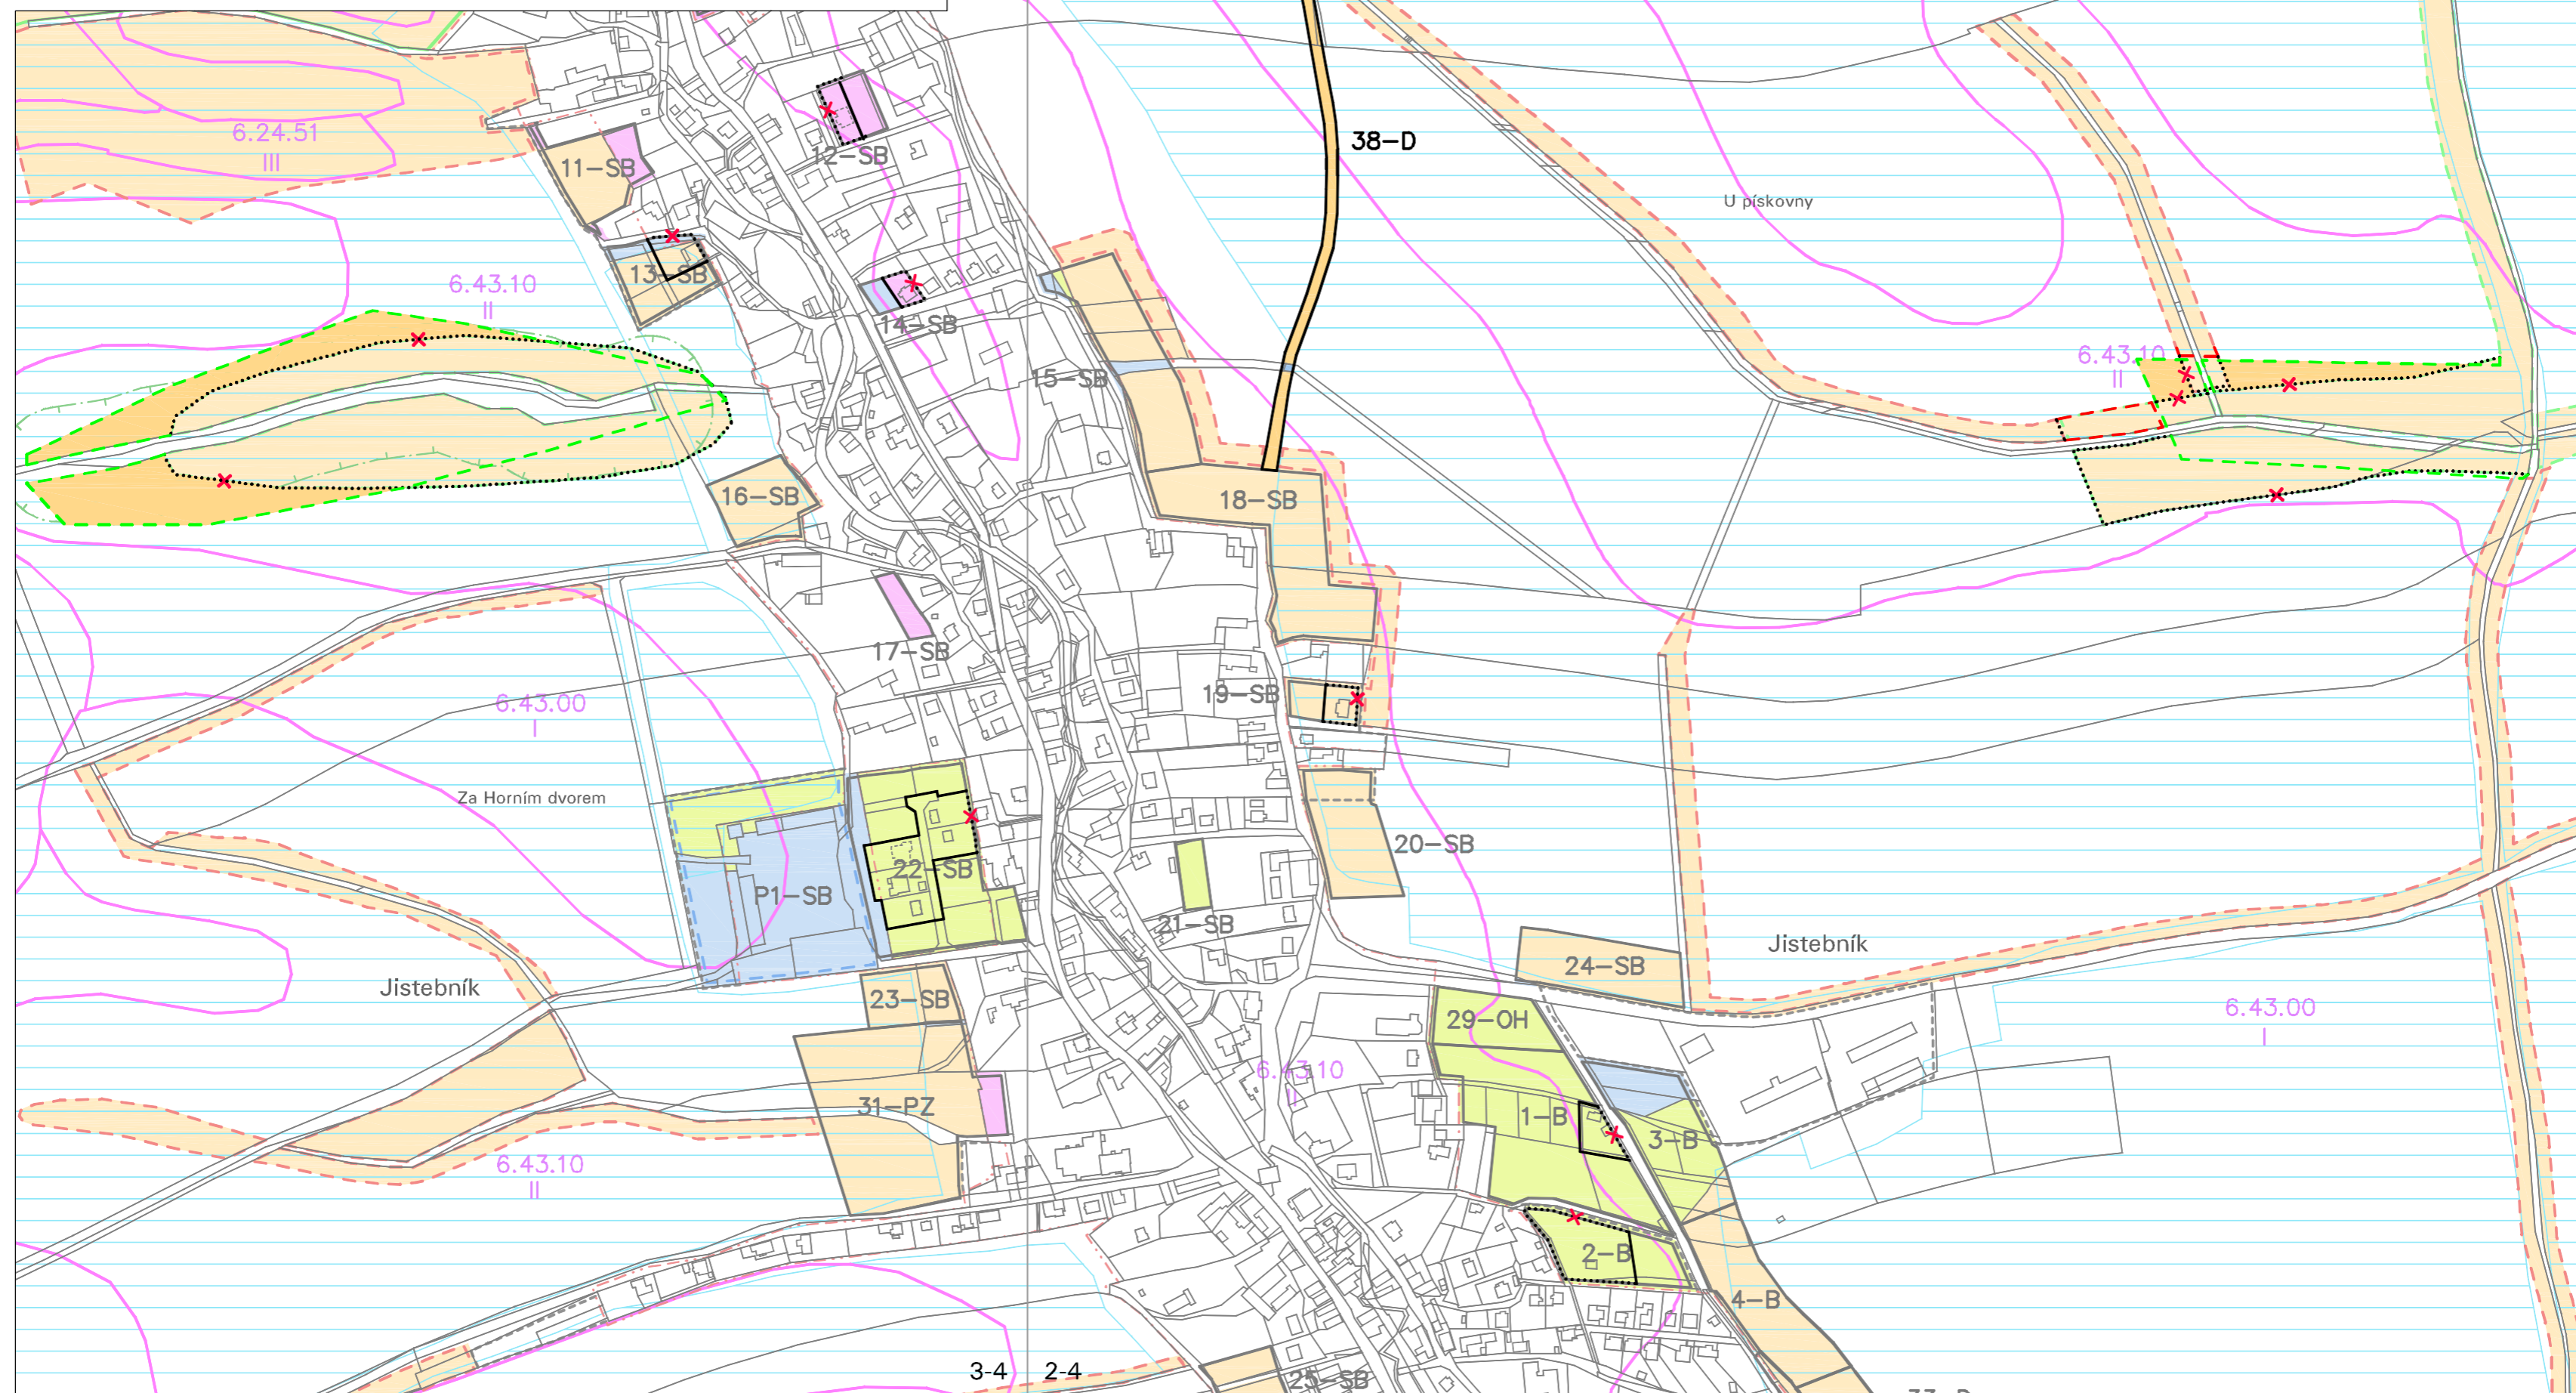 6.24.51
III
11-SB
12-SB
38-D
U pískovny
13-SB
6.43.10
II
14-SB
6.43.10
II
15-SB
16-SB
18-SB
17-SB
19-SB
6.43.00
I
Za Horním dvorem
20-SB
22-SB
P1-SB
21-SB
24-SB
Jistebník
Jistebník
23-SB
29-OH
6.43.00
I
6.43.10
II
31-PZ
1-B
3-B
6.43.10
II
2-B
4-B
3-4
2-4
25-SB